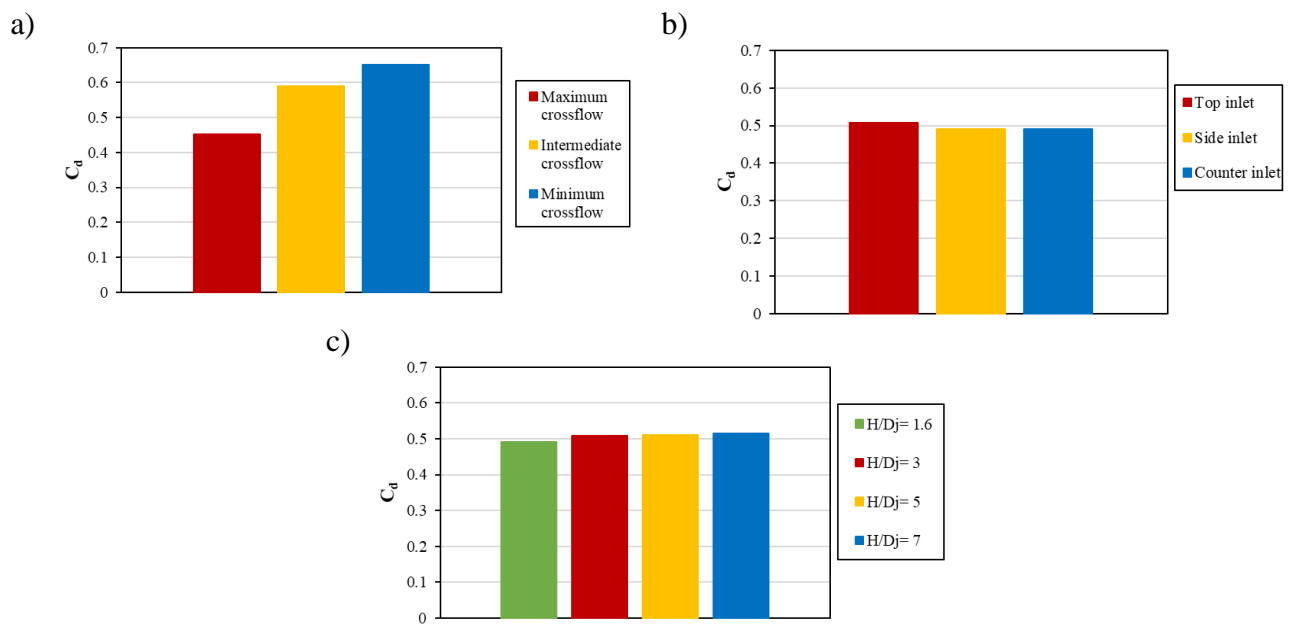 a)
0.7
0.6
0.5
0.4
0.3
0.2
0.1
0
Cd
Maximum
crossflow
Intermediate
crossflow
Minimum
crossflow
b)
0.7
0.6
0.5
0.4
0.3
0.2
0.1
0
Cd
Top inlet
Side inlet
Counter inlet
c)
0.7
0.6
0.5
0.4
0.3
0.2
0.1
0
Cd
H/Dj= 1.6
H/Dj= 3
H/Dj= 5
H/Dj= 7